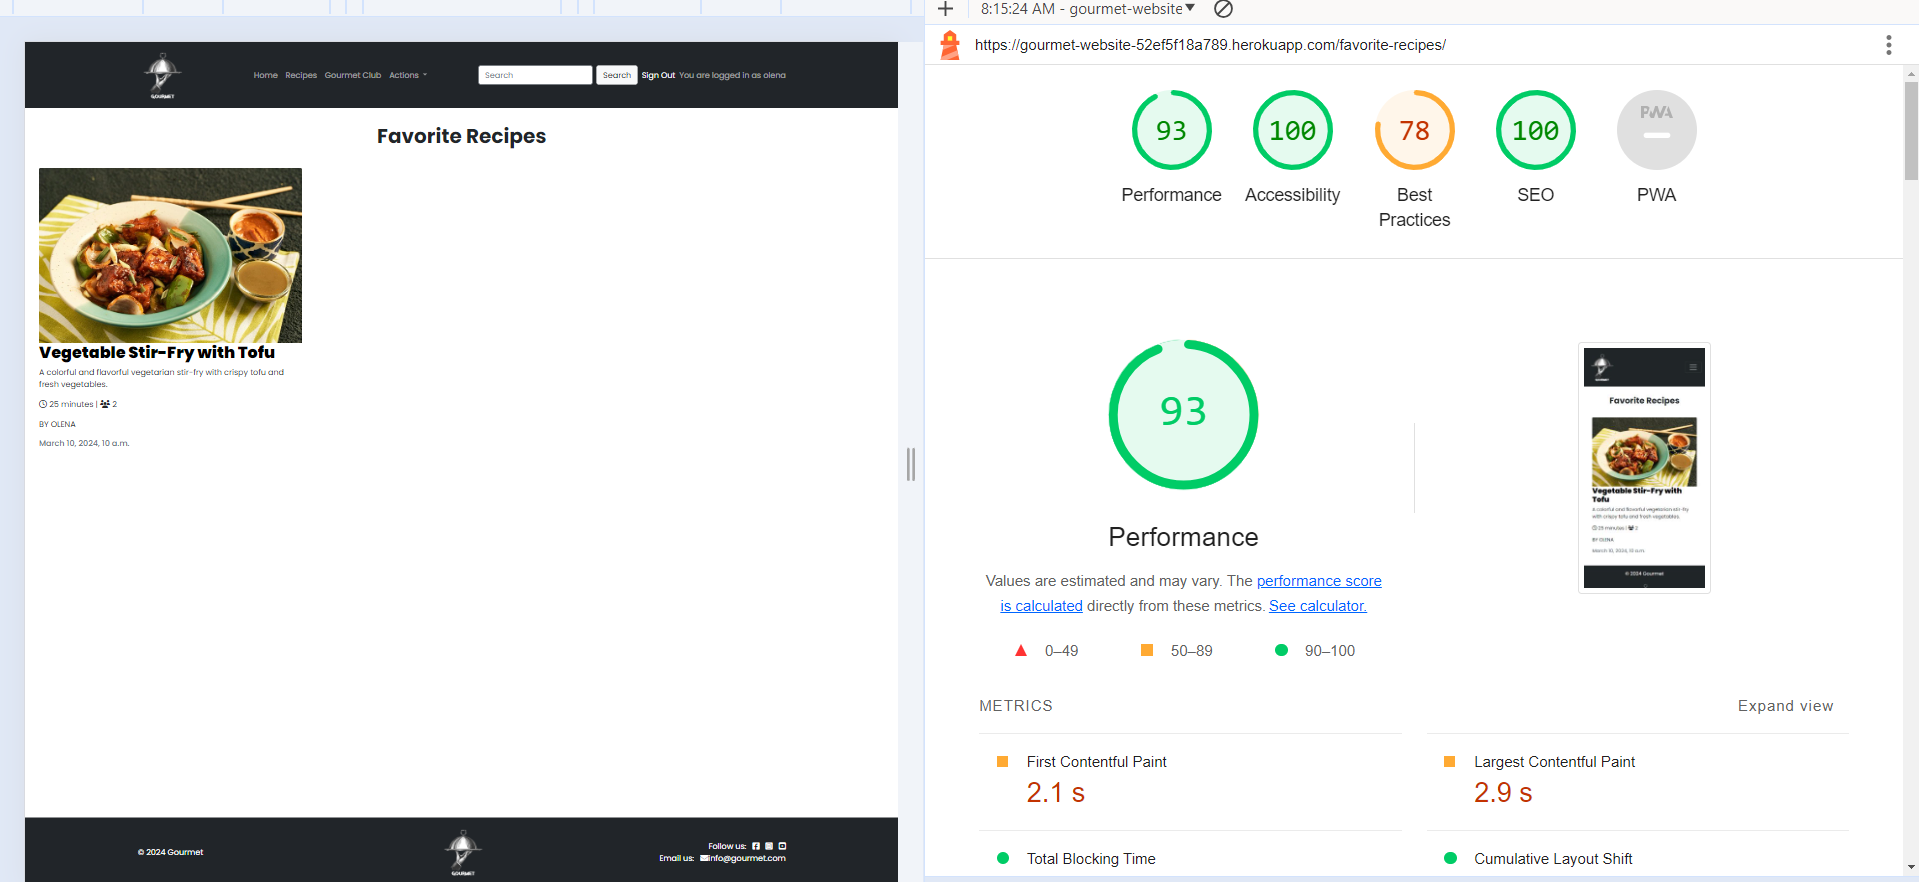 GOURMET
Home Recipes Gourmet Club Actions
Search
Search
Sign Out You are logged in as olena
Favorite Recipes
Vegetable Stir-Fry with Tofu
A colorful and flavorful vegetarian stir-fry with crispy tofu and
fresh vegetables.
25 minutes | 2
BY OLENA
March 10, 2024, 10 a.m.
© 2024 Gourmet
GOURMET
Follow us:
Email us: info@gourmet.com
8:15:24 AM - gourmet-website
https://gourmet-website-52ef5f18a789.herokuapp.com/favorite-recipes/
93 100 78 100 PWA
Performance Accessibility Best SEO PWA
Practices
93
Performance
Values are estimated and may vary. The performance score
is calculated directly from these metrics. See calculator.
0–49 50–89 90–100
GOURMET
Favorite Recipes
Vegetable Stir-Fry with
Tofu
A colorful and flavorful vegetarian stir-fry
with crispy tofu and fresh vegetables.
25 minutes | 2
BY OLENA
March 10, 2024, 10 a.m.
© 2024 Gourmet
METRICS Expand view
First Contentful Paint
2.1 s
Largest Contentful Paint
2.9 s
Total Blocking Time
Cumulative Layout Shift